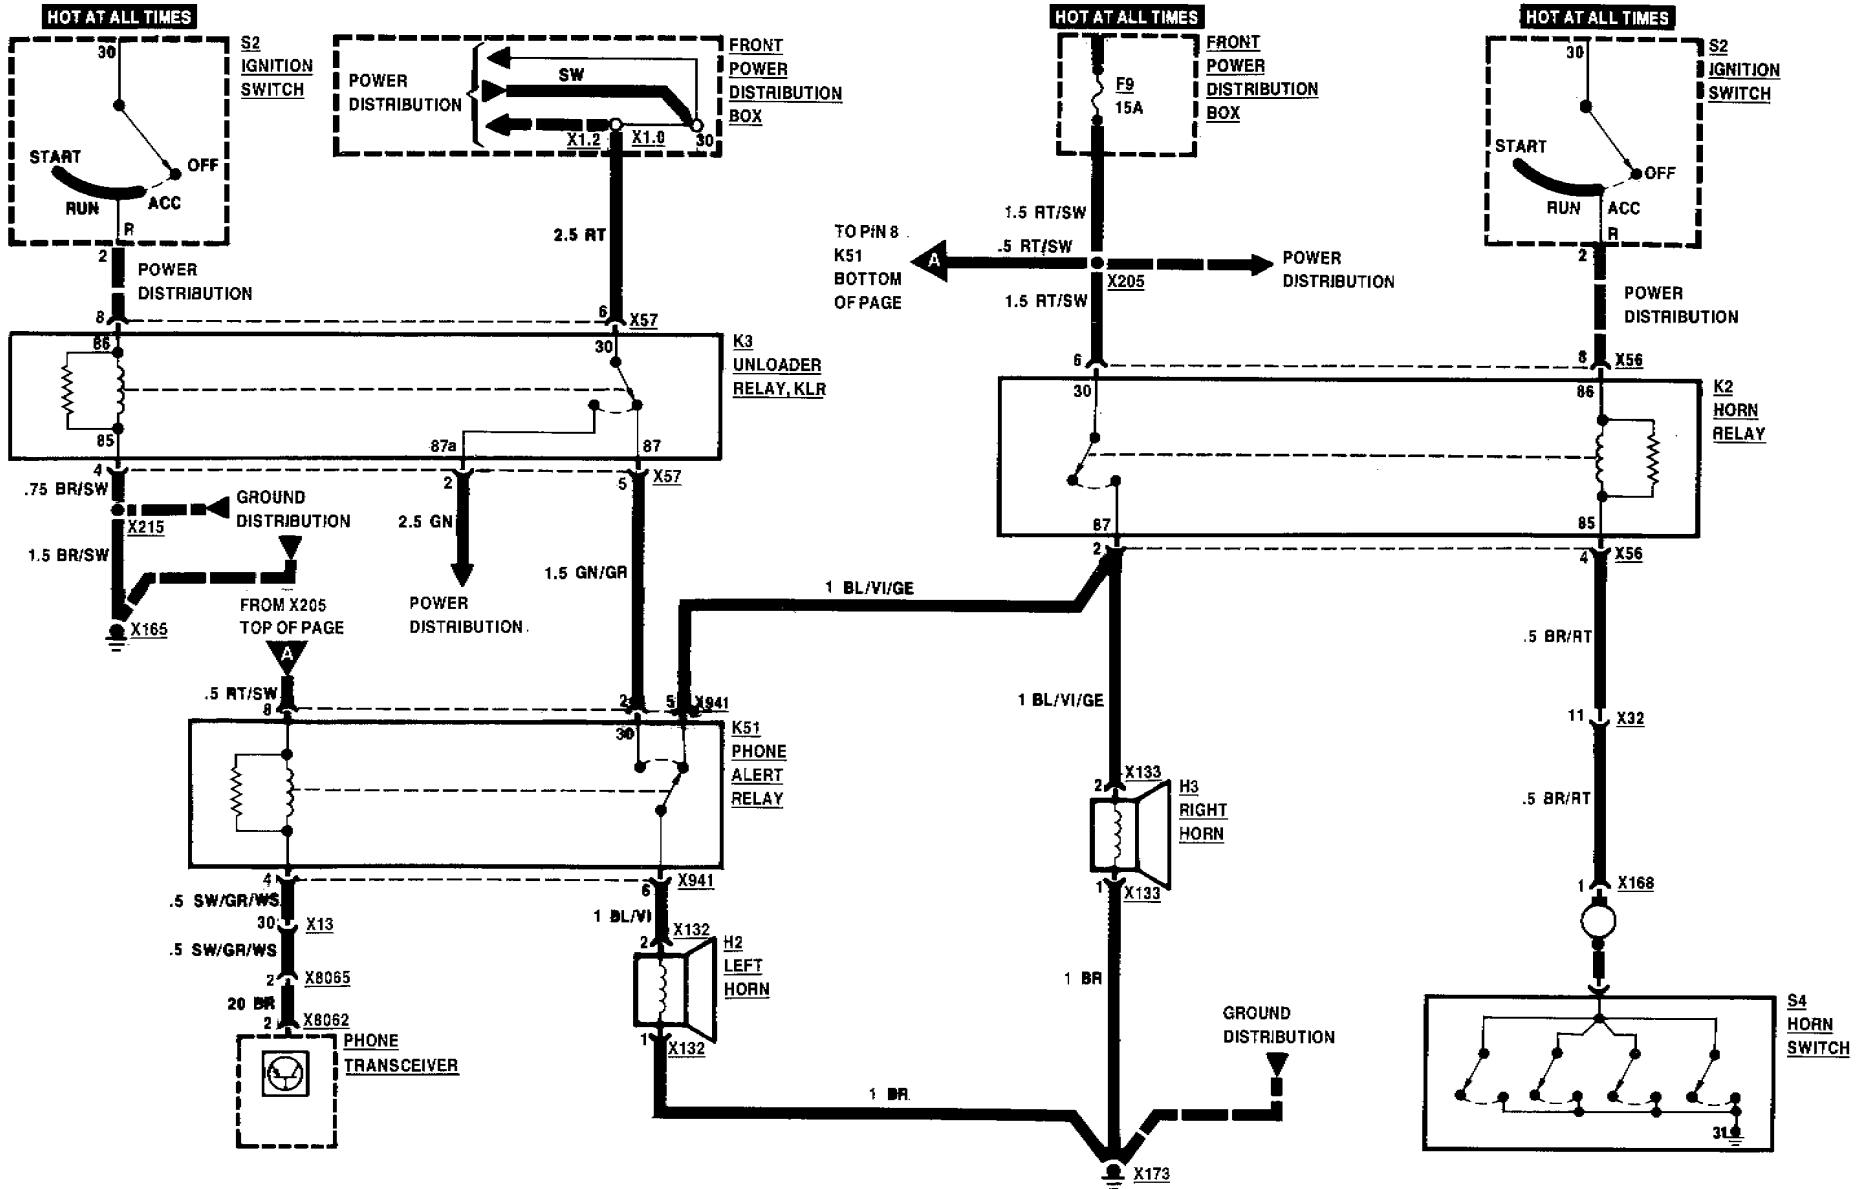 HOT AT ALL TIMES
30
S2
IGNITION
SWITCH
START
OFF
RUN
ACC
R
2
POWER
DISTRIBUTION
8
POWER
DISTRIBUTION
SW
X1.2
X1.0
30
FRONT
POWER
DISTRIBUTION
BOX
2.5 RT
6
X57
HOT AT ALL TIMES
F9
15A
FRONT
POWER
DISTRIBUTION
BOX
1.5 RT/SW
TO PIN 8
K51
BOTTOM
OF PAGE
A
.5 RT/SW
X205
POWER
DISTRIBUTION
1.5 RT/SW
6
HOT AT ALL TIMES
30
S2
IGNITION
SWITCH
START
OFF
RUN
ACC
R
2
POWER
DISTRIBUTION
8
X56
86
30
85
87a
87
K3
UNLOADER
RELAY, KLR
4
2
5
X57
.75 BR/SW
X215
GROUND
DISTRIBUTION
1.5 BR/SW
X165
2.5 GN
POWER
DISTRIBUTION
1.5 GN/GR
30
86
87
85
K2
HORN
RELAY
2
4
X56
1 BL/VI/GE
1 BL/VI/GE
.5 BR/RT
11
X32
.5 BR/RT
1
X168
FROM X205
TOP OF PAGE
A
.5 RT/SW
8
2
5
X941
30
K51
PHONE
ALERT
RELAY
4
6
X941
.5 SW/GR/WS
30
X13
.5 SW/GR/WS
2
X8065
20 BR
2
X8062
PHONE
TRANSCEIVER
1 BL/VI
2
X132
H2
LEFT
HORN
1
X132
1 BR
2
X133
H3
RIGHT
HORN
1
X133
1 BR
GROUND
DISTRIBUTION
X173
S4
HORN
SWITCH
31